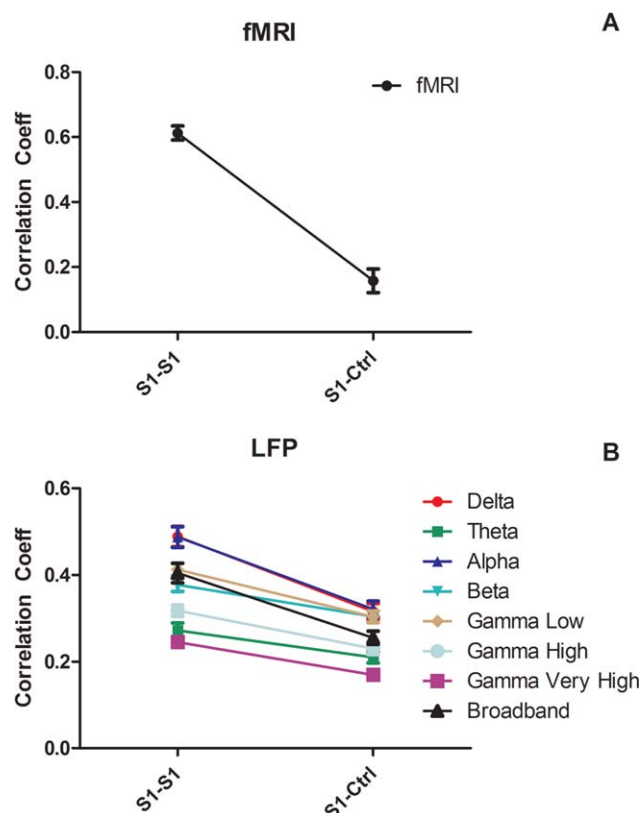 fMRI
A
fMRI
Correlation Coeff
0.8
0.6
0.4
0.2
0.0
S1-S1
S1-Ctrl
LFP
B
Correlation Coeff
0.6
0.4
0.2
0.0
S1-S1
S1-Ctrl
Delta
Theta
Alpha
Beta
Gamma Low
Gamma High
Gamma Very High
Broadband